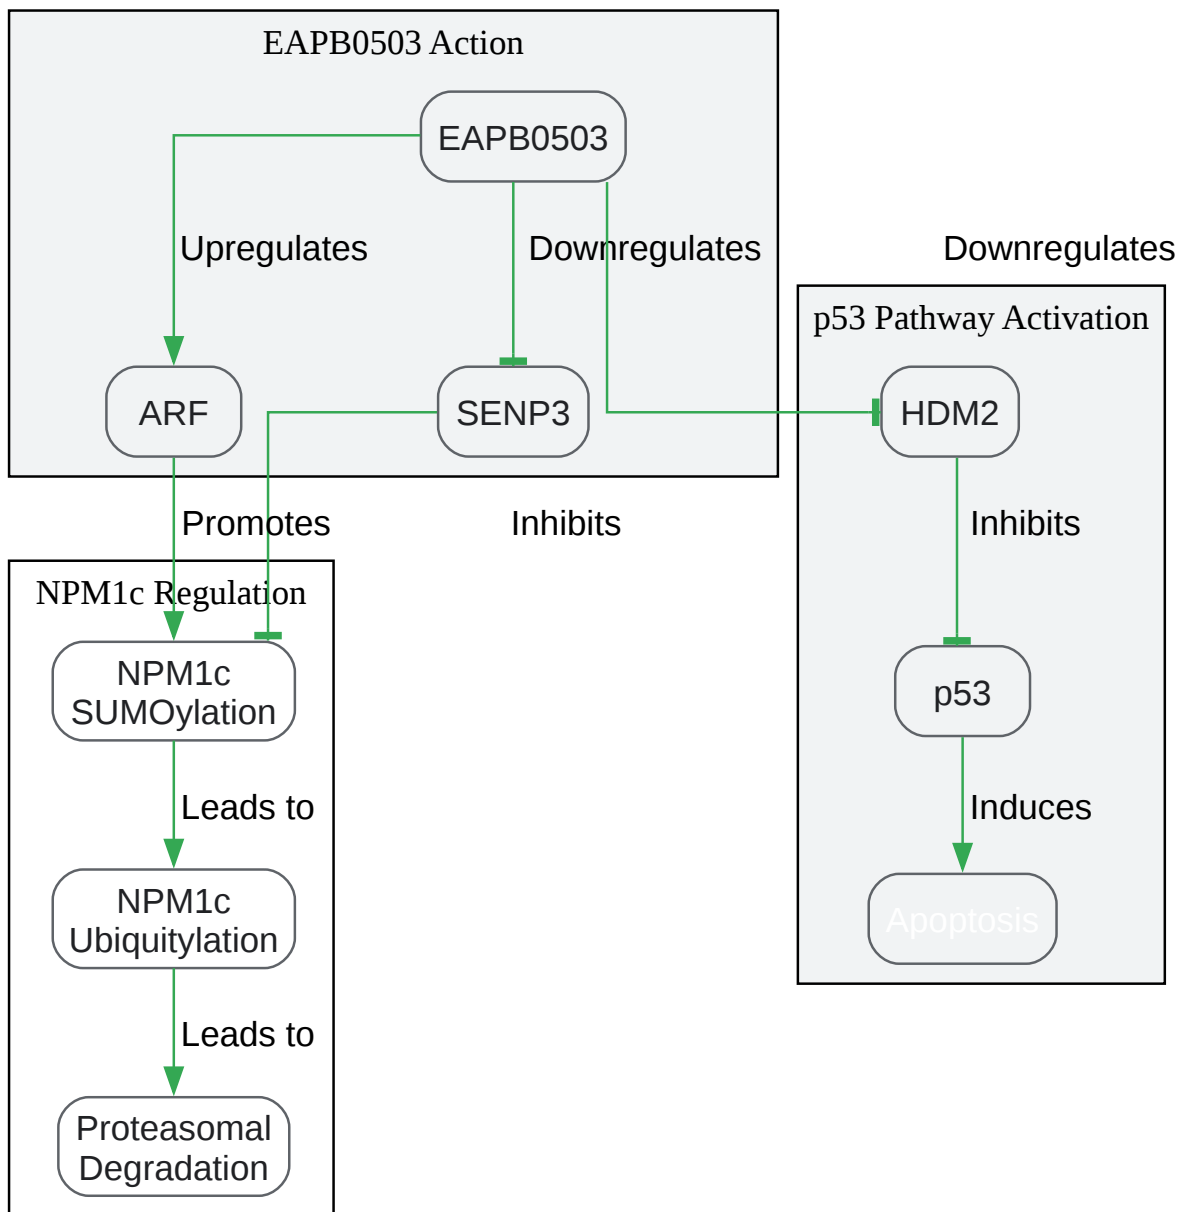 EAPB0503 Action
EAPB0503
Upregulates
Downregulates
Downregulates
p53 Pathway Activation
ARF
SENP3
HDM2
Promotes
Inhibits
Inhibits
NPM1c Regulation
NPM1c
SUMOylation
p53
Leads to
Induces
NPM1c
Ubiquitylation
Apoptosis
Leads to
Proteasomal
Degradation